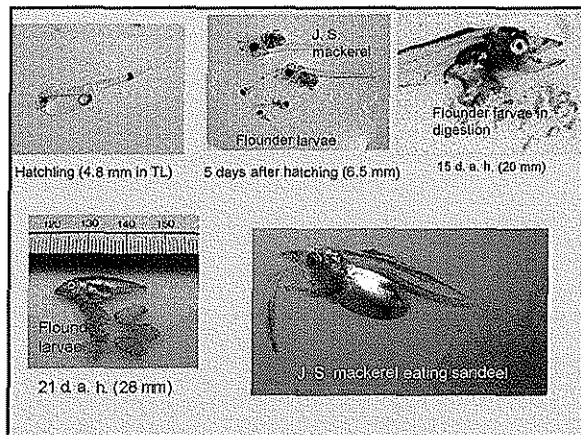 J. S.
mackerel
Flounder larvae
Flounder larvae in
digestion
Hatchling (4.8 mm in TL)
5 days after hatching (6.5 mm)
15 d. a. h. (20 mm)
120 130 140 150
Flounder
larvae
21 d. a. h. (28 mm)
J. S. mackerel eating sandeel